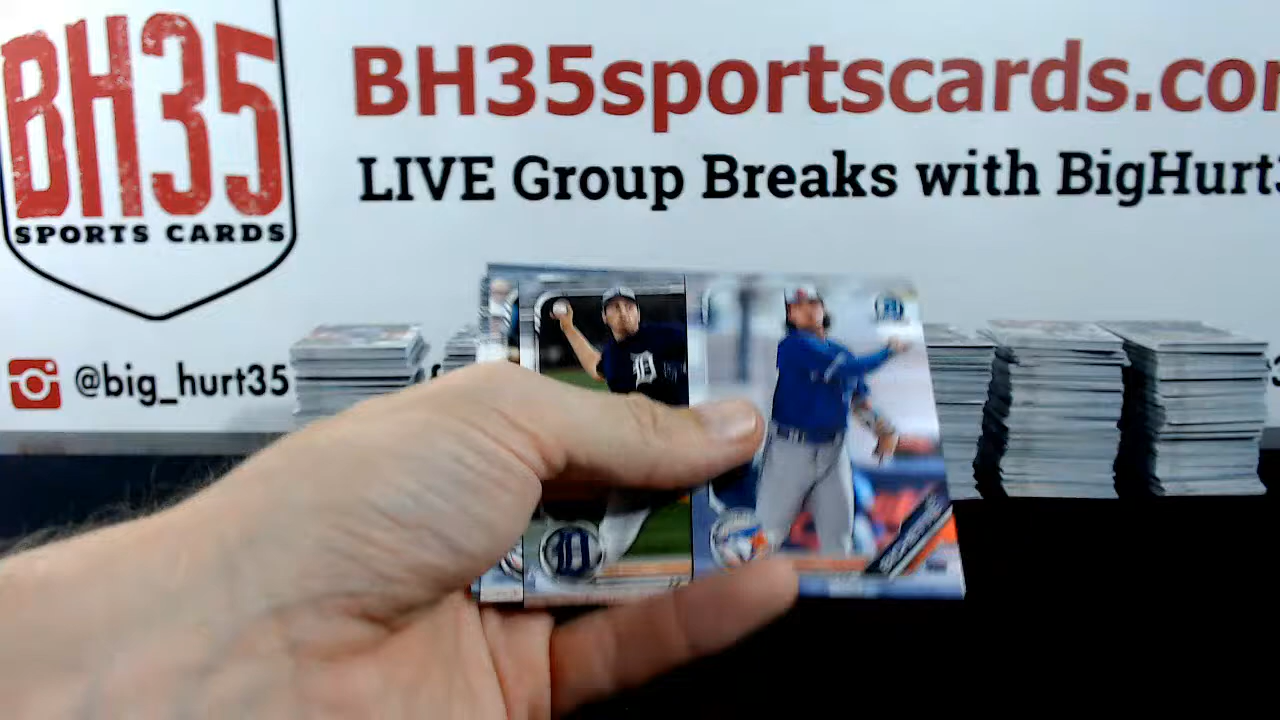 BH35
SPORTS CARDS
BH35sportscards.co
LIVE Group Breaks with BigHurt
@big_hurt35
D